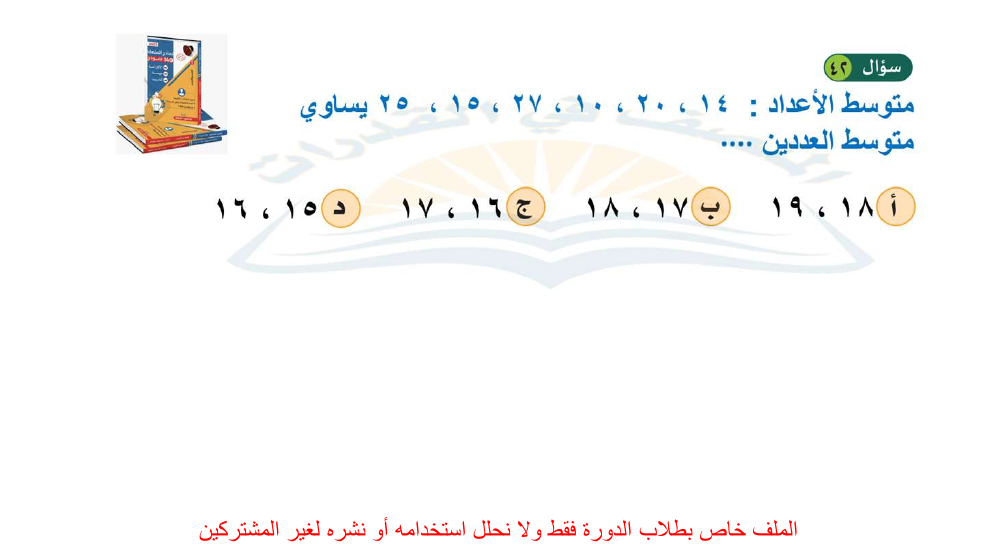 سؤال ٤٢
متوسط الأعداد : ١٤ ، ٢٠ ، ١٠ ، ٢٧ ، ١٥ ، ٢٥ يساوي
متوسط العددين ....
أ ١٨ ، ١٩
ب ١٧ ، ١٨
ج ١٦ ، ١٧
د ١٥ ، ١٦
الملف خاص بطلاب الدورة فقط ولا نحلل استخدامه أو نشره لغير المشتركين